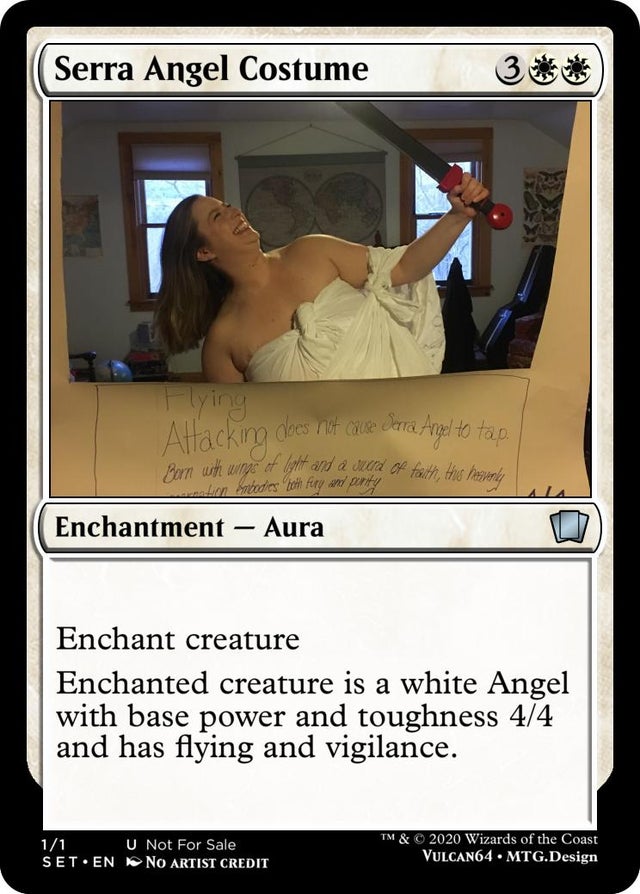 Serra Angel Costume
3
Flying
Attacking does not cause Serra Angel to tap.
Born with wings of light and a sword of faith, this heavenly
embodies both fury and purity
Enchantment — Aura
Enchant creature
Enchanted creature is a white Angel
with base power and toughness 4/4
and has flying and vigilance.
1/1 U Not For Sale
SET • EN No artist credit
™ & © 2020 Wizards of the Coast
Vulcan64 • MTG.Design